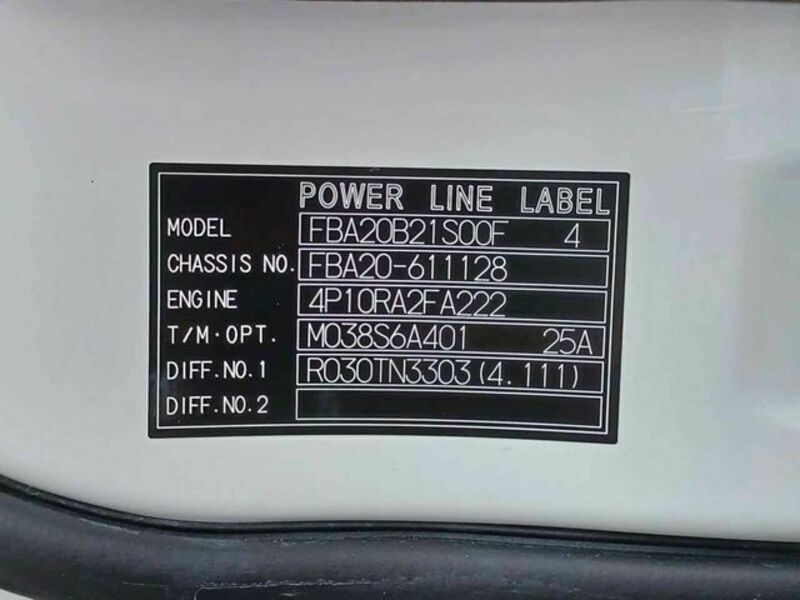 POWER LINE LABEL
MODEL FBA20B21S00F 4
CHASSIS NO. FBA20-611128
ENGINE 4P10RA2FA222
T/M·OPT. M038S6A401 25A
DIFF.NO.1 R030TN3303(4.111)
DIFF.NO.2